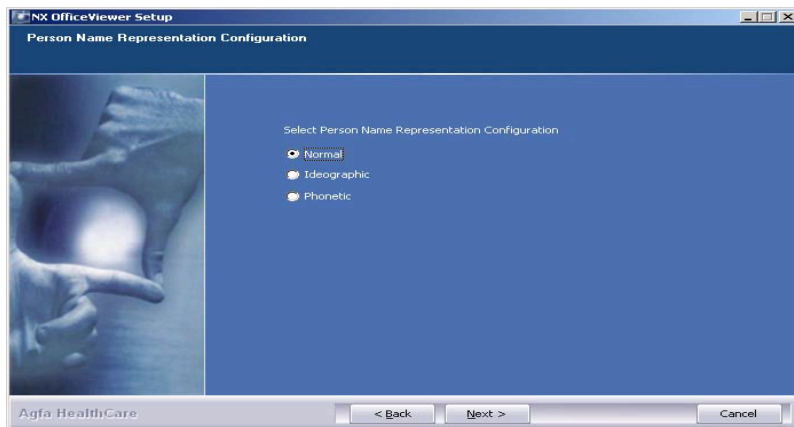 NX OfficeViewer Setup
Person Name Representation Configuration
Select Person Name Representation Configuration
Normal
Ideographic
Phonetic
Agfa HealthCare
< Back
Next >
Cancel